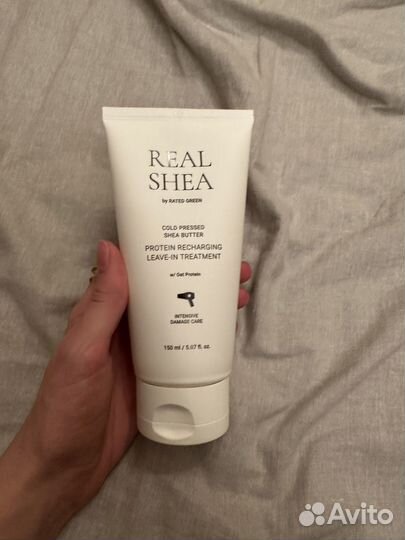 REAL
SHEA
by RATED GREEN
COLD PRESSED
SHEA BUTTER
PROTEIN RECHARGING
LEAVE-IN TREATMENT
w/ Oat Protein
INTENSIVE
DAMAGE CARE
150 ml / 5.07 fl. oz.
Avito